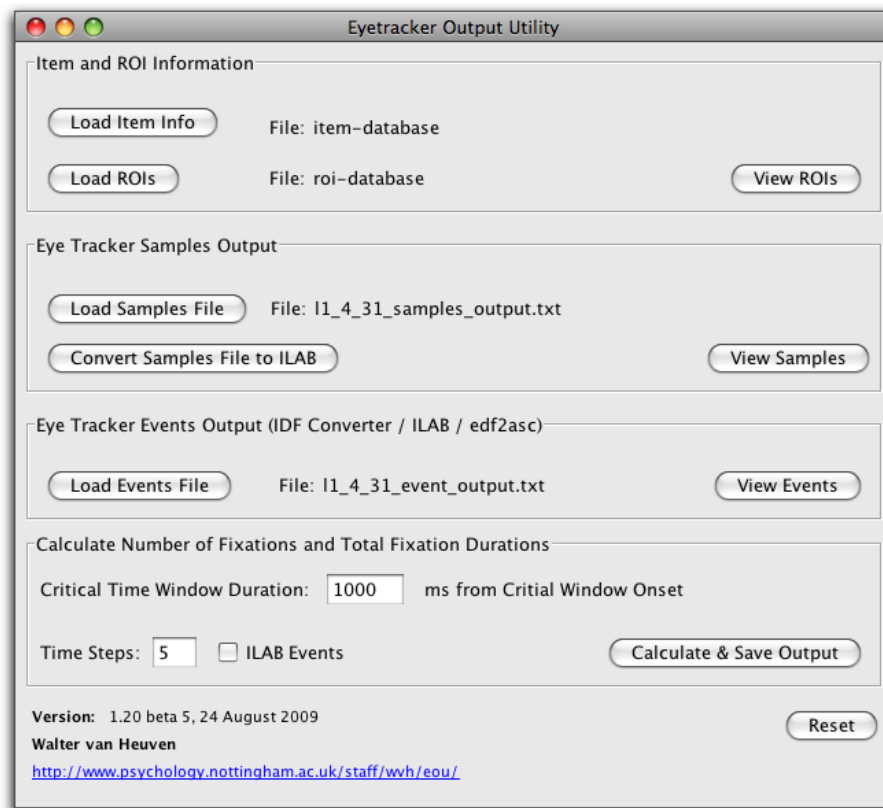 Eyetracker Output Utility
Item and ROI Information
Load Item Info File: item-database
Load ROIs File: roi-database View ROIs
Eye Tracker Samples Output
Load Samples File File: l1_4_31_samples_output.txt
Convert Samples File to ILAB View Samples
Eye Tracker Events Output (IDF Converter / ILAB / edf2asc)
Load Events File File: l1_4_31_event_output.txt View Events
Calculate Number of Fixations and Total Fixation Durations
Critical Time Window Duration: 1000 ms from Critial Window Onset
Time Steps: 5 ILAB Events Calculate & Save Output
Version: 1.20 beta 5, 24 August 2009
Reset
Walter van Heuven
http://www.psychology.nottingham.ac.uk/staff/wvh/eou/